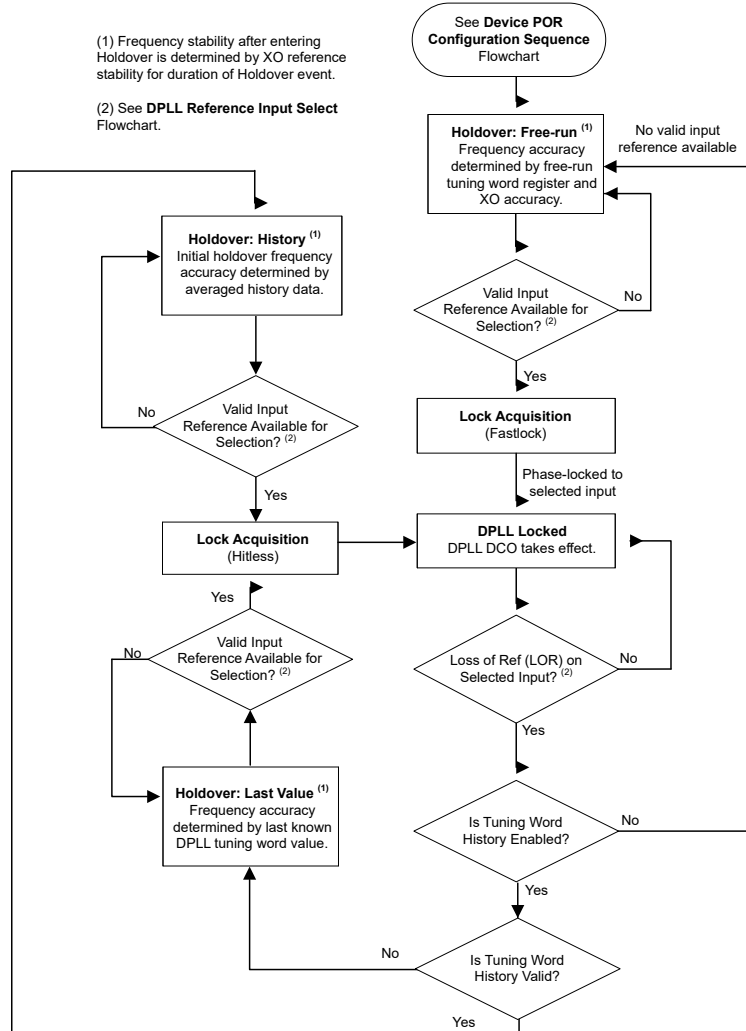 (1) Frequency stability after entering
Holdover is determined by XO reference
stability for duration of Holdover event.
(2) See DPLL Reference Input Select
Flowchart.
See Device POR
Configuration Sequence
Flowchart
Holdover: Free-run (1)
Frequency accuracy
determined by free-run
tuning word register and
XO accuracy.
No valid input
reference available
Valid Input
Reference Available for
Selection? (2)
No
Yes
Lock Acquisition
(Fastlock)
Phase-locked to
selected input
Holdover: History (1)
Initial holdover frequency
accuracy determined by
averaged history data.
No
Valid Input
Reference Available for
Selection? (2)
Yes
Lock Acquisition
(Hitless)
DPLL Locked
DPLL DCO takes effect.
Yes
No
Valid Input
Reference Available for
Selection? (2)
Loss of Ref (LOR) on
Selected Input? (2)
No
Yes
Holdover: Last Value (1)
Frequency accuracy
determined by last known
DPLL tuning word value.
Is Tuning Word
History Enabled?
No
Yes
No
Is Tuning Word
History Valid?
Yes